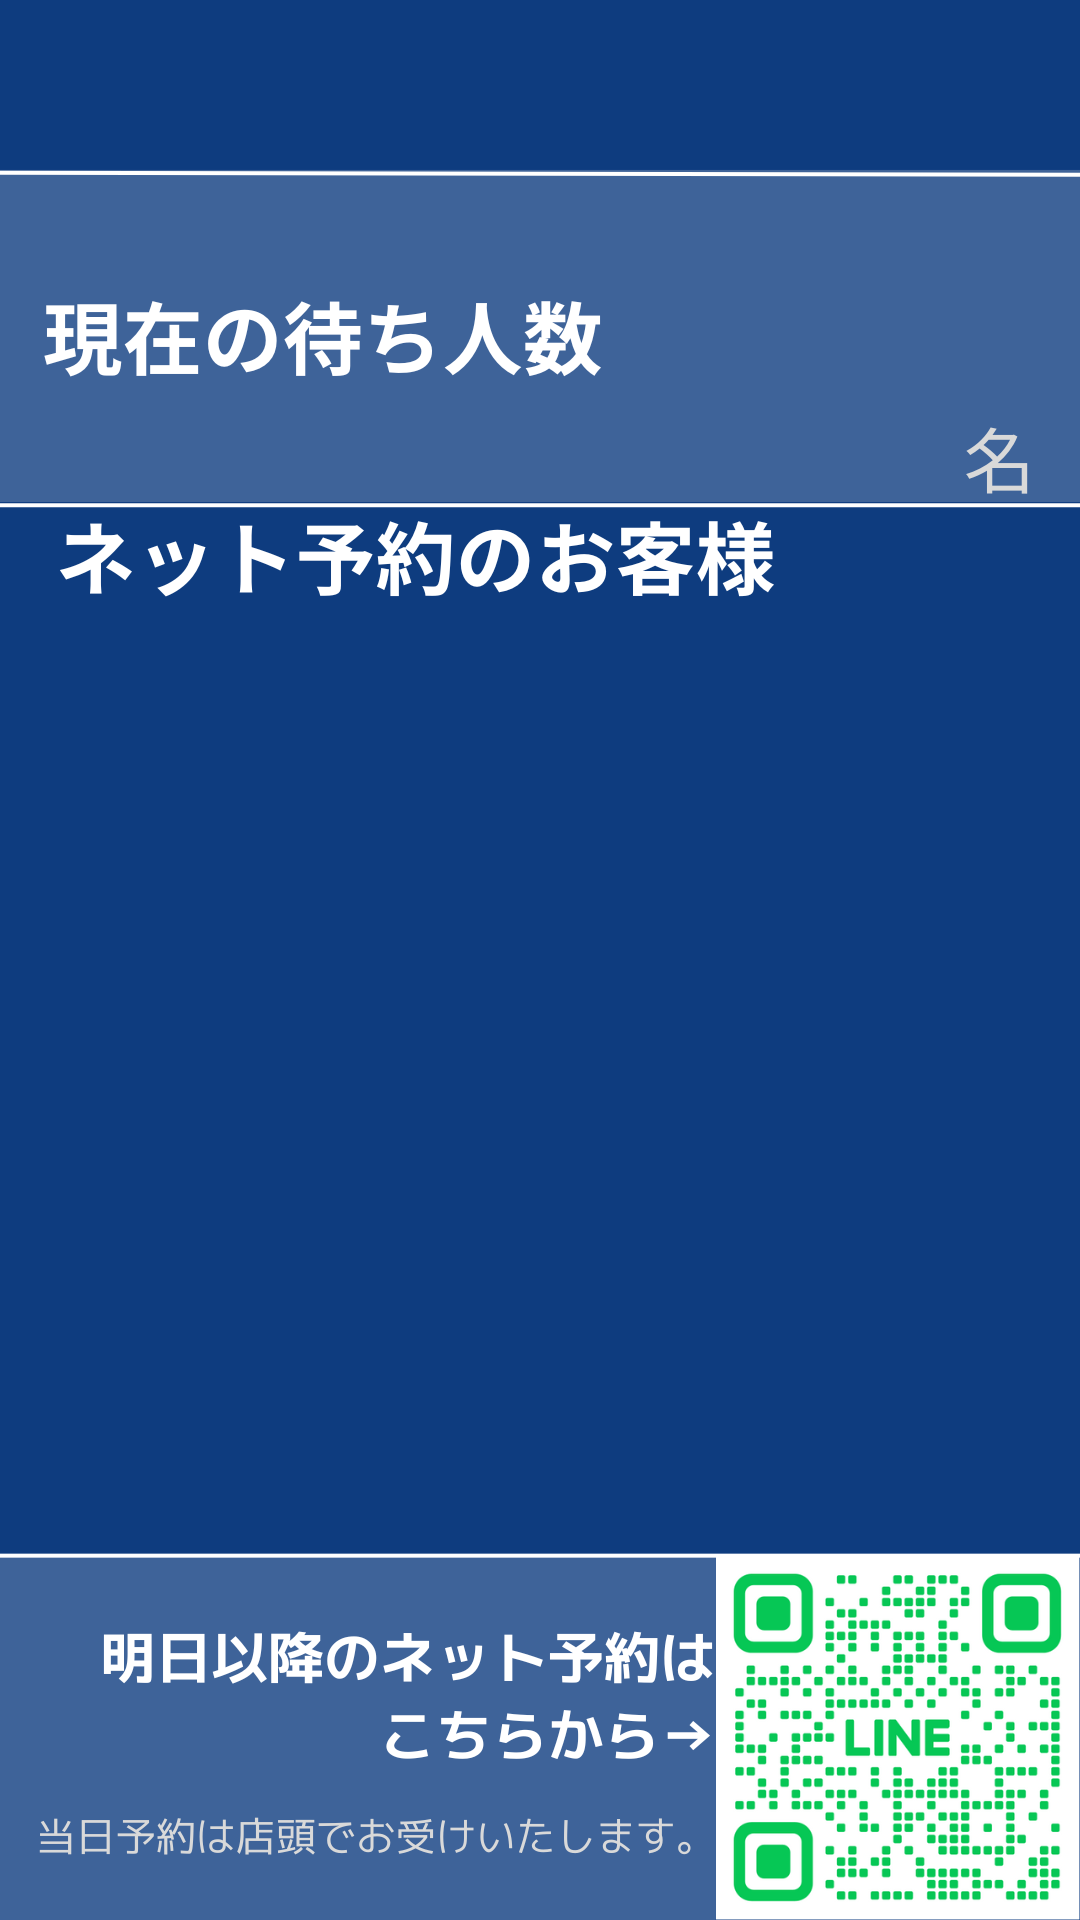 現在の待ち人数
名
ネット予約のお客様
明日以降のネット予約は
こちらから→
LINE
当日予約は店頭でお受けいたします。